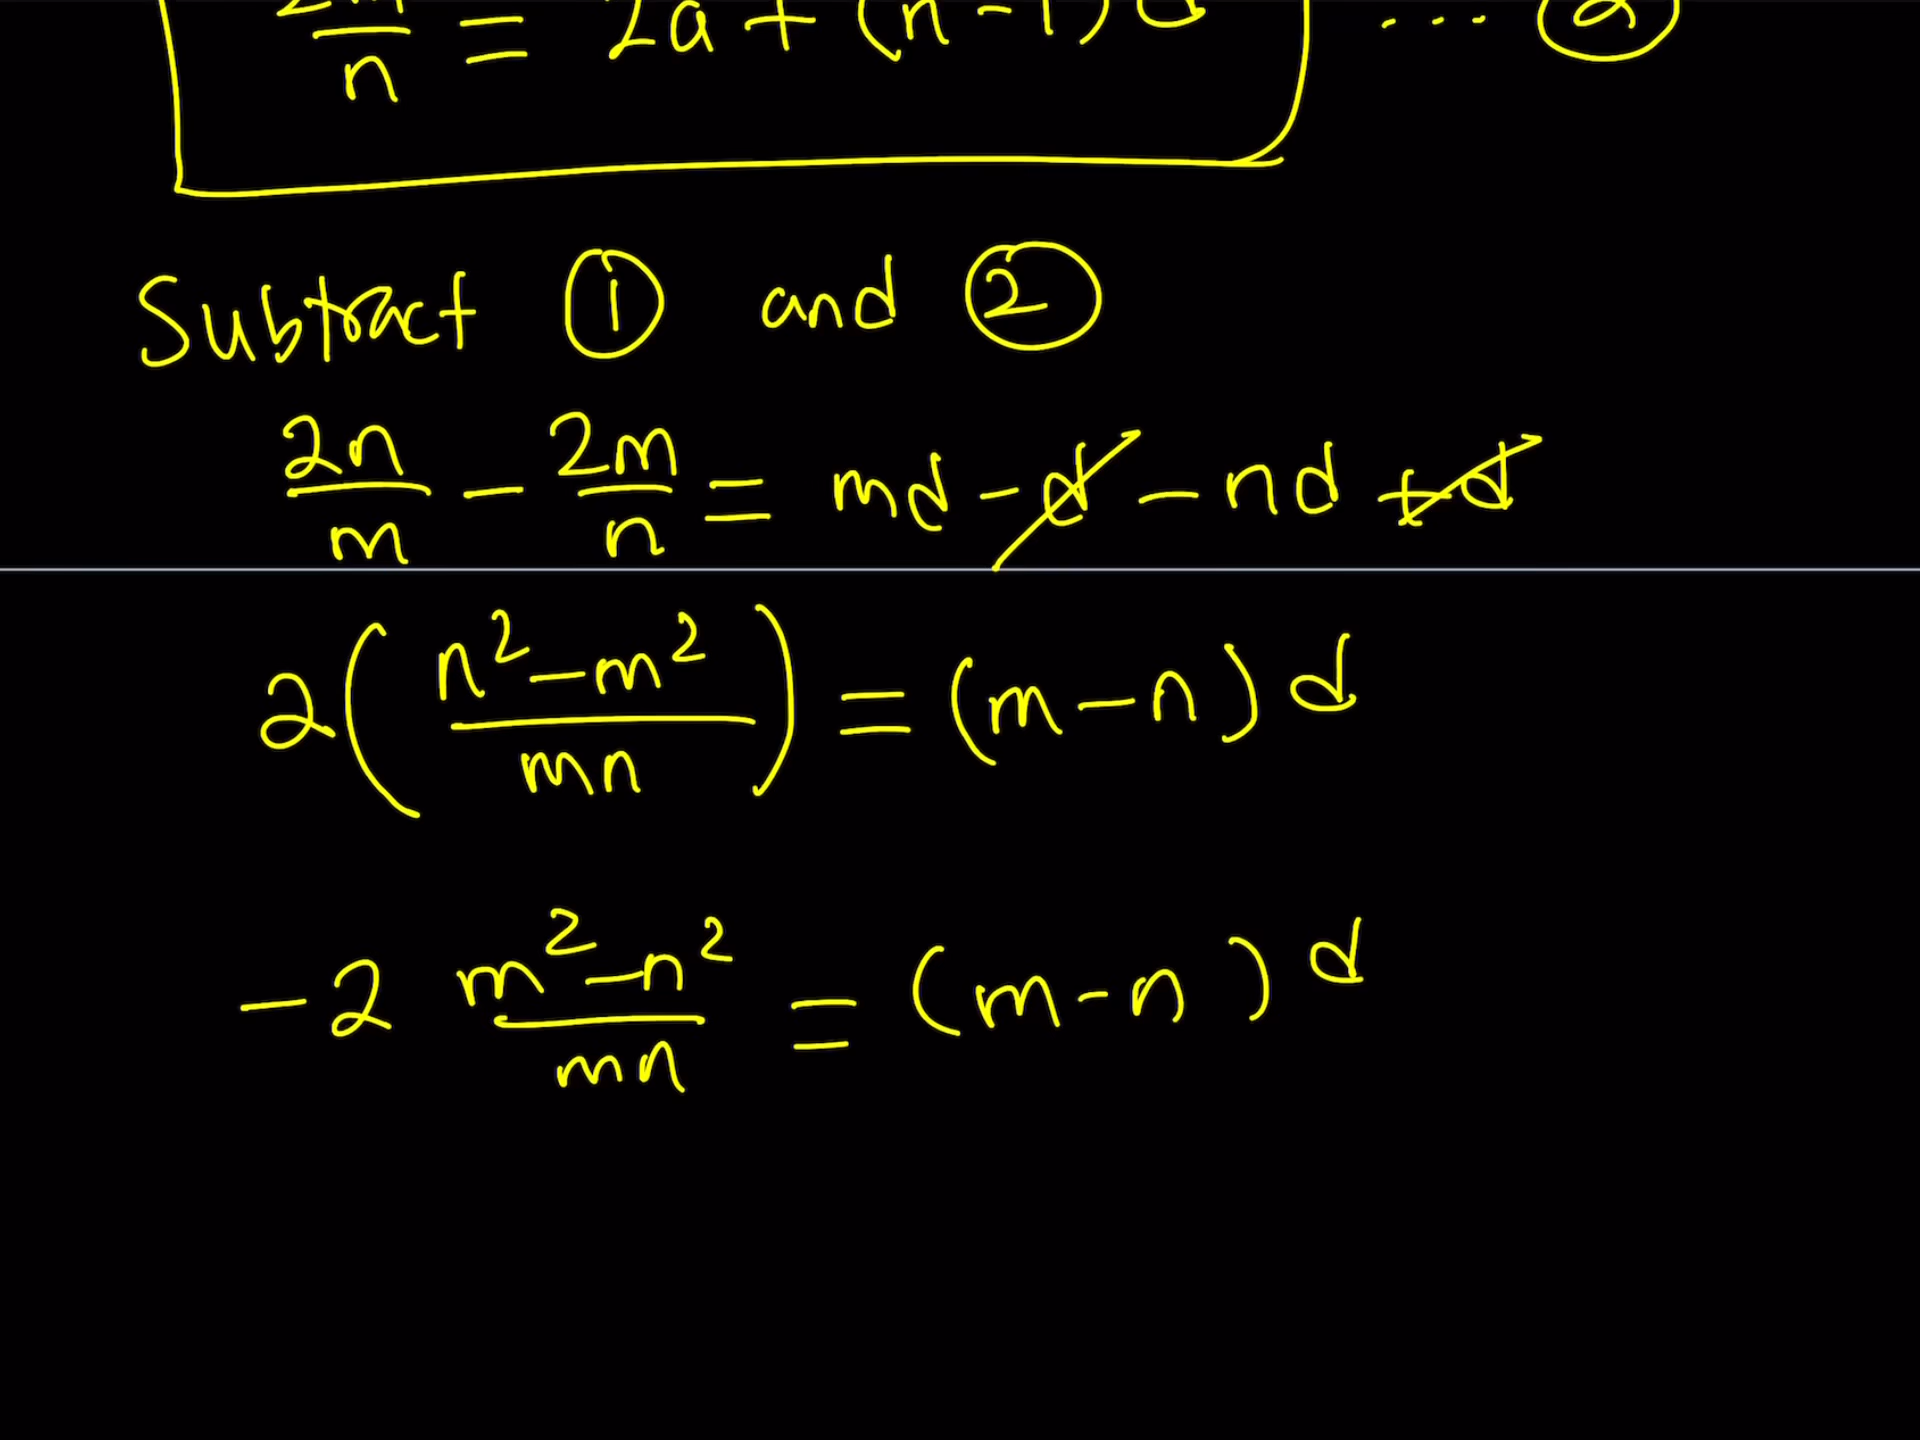 2m/n = 2a + (n-1)d ... ②
Subtract ① and ②
2n/m - 2m/n = md - d - nd + d
2((n²-m²)/mn) = (m-n)d
-2 (m²-n²)/mn = (m-n)d